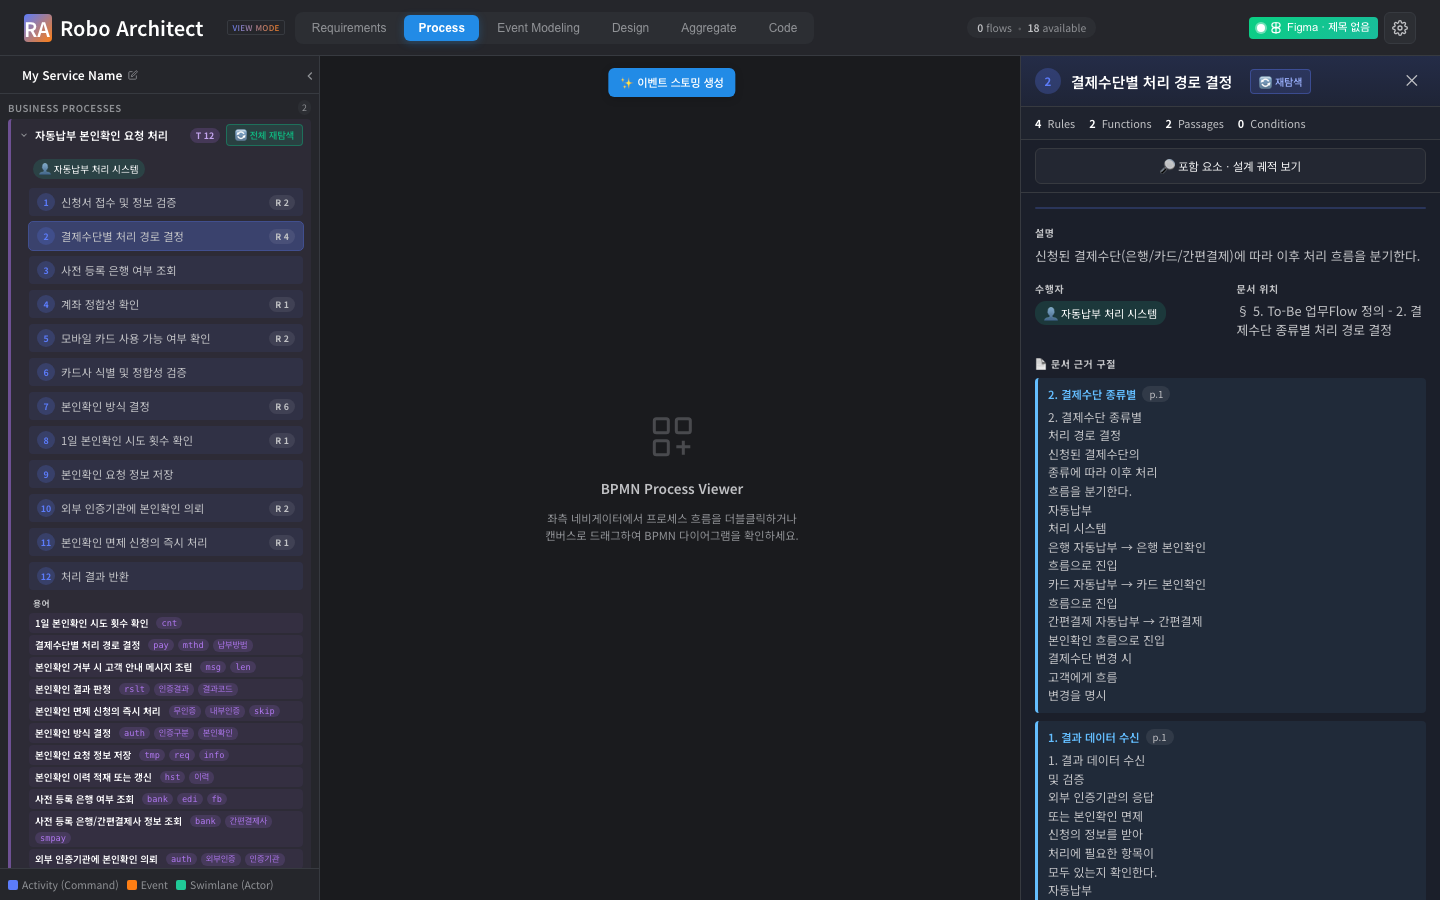 RA Robo Architect
VIEW MODE
Requirements
Process
Event Modeling
Design
Aggregate
Code
0 flows • 18 available
Figma · 제목 없음
My Service Name
BUSINESS PROCESSES 2
자동납부 본인확인 요청 처리 T 12 전체 재탐색
자동납부 처리 시스템
1 신청서 접수 및 정보 검증 R 2
2 결제수단별 처리 경로 결정 R 4
3 사전 등록 은행 여부 조회
4 계좌 정합성 확인 R 1
5 모바일 카드 사용 가능 여부 확인 R 2
6 카드사 식별 및 정합성 검증
7 본인확인 방식 결정 R 6
8 1일 본인확인 시도 횟수 확인 R 1
9 본인확인 요청 정보 저장
10 외부 인증기관에 본인확인 의뢰 R 2
11 본인확인 면제 신청의 즉시 처리 R 1
12 처리 결과 반환
용어
1일 본인확인 시도 횟수 확인 cnt
결제수단별 처리 경로 결정 pay mthd 납부방법
본인확인 거부 시 고객 안내 메시지 조립 msg len
본인확인 결과 판정 rslt 인증결과 결과코드
본인확인 면제 신청의 즉시 처리 무인증 내부인증 skip
본인확인 방식 결정 auth 인증구분 본인확인
본인확인 요청 정보 저장 tmp req info
본인확인 이력 적재 또는 갱신 hst 이력
사전 등록 은행 여부 조회 bank edi fb
사전 등록 은행/간편결제사 정보 조회 bank 간편결제사
smpay
외부 인증기관에 본인확인 의뢰 auth 외부인증 인증기관
Activity (Command)
Event
Swimlane (Actor)
✨ 이벤트 스토밍 생성
BPMN Process Viewer
좌측 네비게이터에서 프로세스 흐름을 더블클릭하거나
캔버스로 드래그하여 BPMN 다이어그램을 확인하세요.
2 결제수단별 처리 경로 결정 재탐색
4 Rules 2 Functions 2 Passages 0 Conditions
포함 요소 · 설계 궤적 보기
설명
신청된 결제수단(은행/카드/간편결제)에 따라 이후 처리 흐름을 분기한다.
수행자
자동납부 처리 시스템
문서 위치
§ 5. To-Be 업무Flow 정의 - 2. 결
제수단 종류별 처리 경로 결정
문서 근거 구절
2. 결제수단 종류별 p.1
2. 결제수단 종류별
처리 경로 결정
신청된 결제수단의
종류에 따라 이후 처리
흐름을 분기한다.
자동납부
처리 시스템
은행 자동납부 → 은행 본인확인
흐름으로 진입
카드 자동납부 → 카드 본인확인
흐름으로 진입
간편결제 자동납부 → 간편결제
본인확인 흐름으로 진입
결제수단 변경 시
고객에게 흐름
변경을 명시
1. 결과 데이터 수신 p.1
1. 결과 데이터 수신
및 검증
외부 인증기관의 응답
또는 본인확인 면제
신청의 정보를 받아
처리에 필요한 항목이
모두 있는지 확인한다.
자동납부